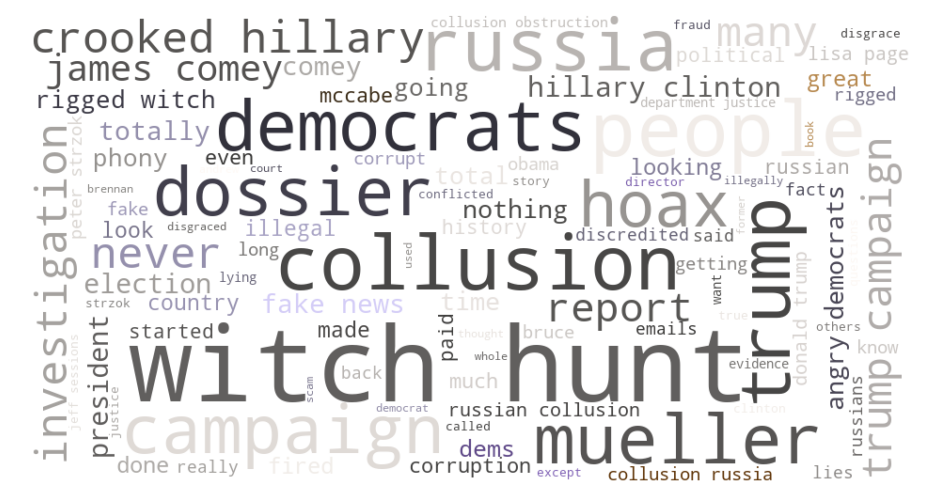 collusion obstruction
fraud
many
disgrace
crooked hillary
russia
political
lisa page
james comey
comey
going
hillary clinton
great
rigged witch
mccabe
department justice
rigged
totally
democrats
people
book
phony
even
court
corrupt
obama
looking
russian
investigation
peter strzok
brennan
dossier
total
story
conflicted
director
illegally
fact
hoax
fake
nothing
former
look
disgraced
illegal
history
discredited
said
never
long
collusion
used
getting
trump
angry democrats
trump campaign
election
lying
want
strzok
country
fake news
time
report
true
donald trump
started
made
paid
thought
bruce
emails
others
president
witch hunt
whole
evidence
know
jeff sessions
justice
scam
back
much
campaign
democrat
russian collusion
clinton
called
mueller
russians
dems
done
really
fired
corruption
except
collusion russia
lies